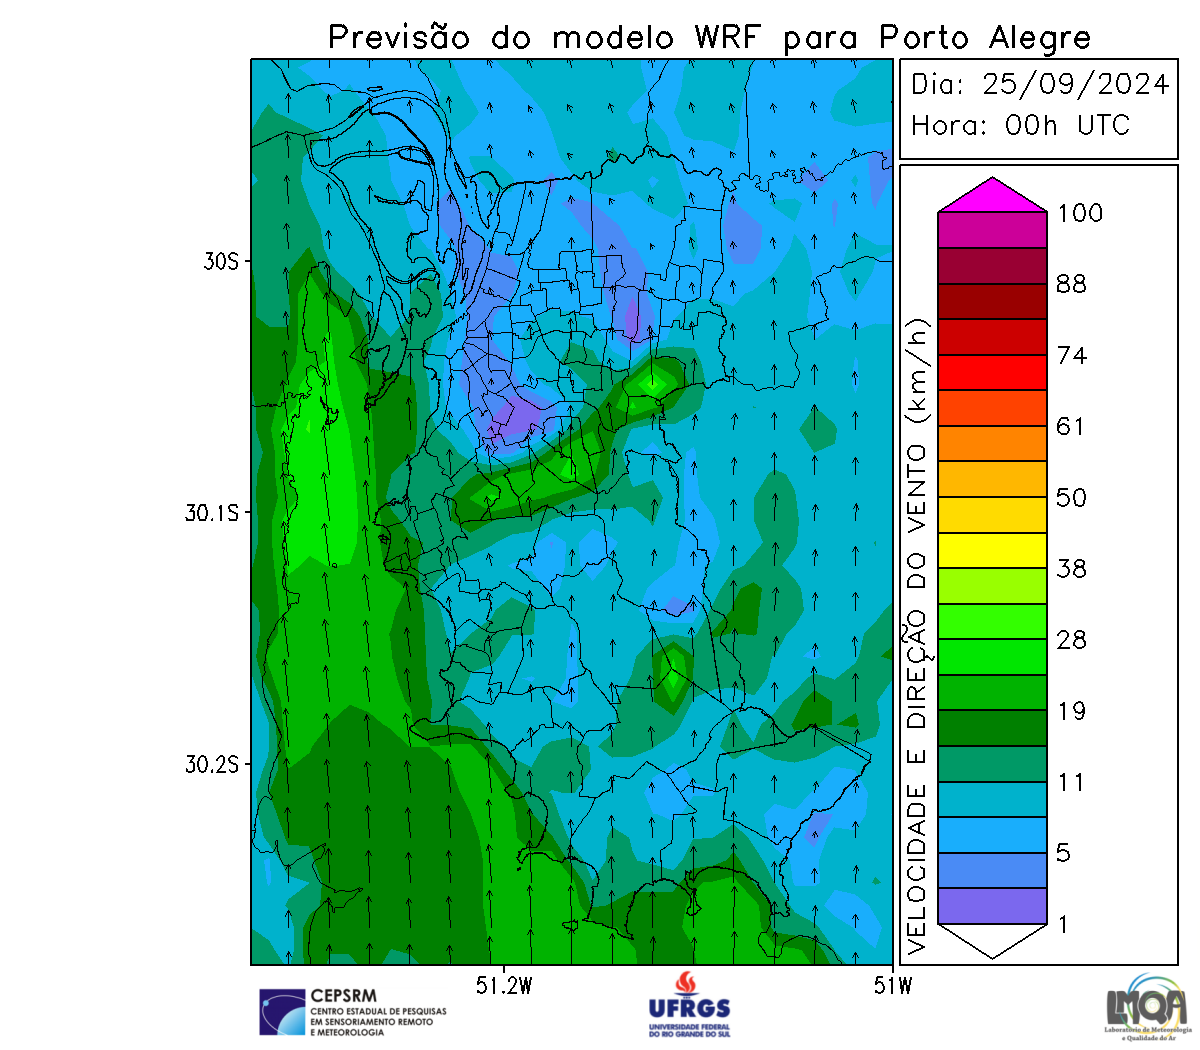 Previsão do modelo WRF para Porto Alegre
Dia: 25/09/2024
Hora: 00h UTC
30S
30.1S
30.2S
51.2W
51W
VELOCIDADE E DIREÇÃO DO VENTO (km/h)
100
88
74
61
50
38
28
19
11
5
1
CEPSRM
CENTRO ESTADUAL DE PESQUISAS
EM SENSORIAMENTO REMOTO
E METEOROLOGIA
UFRGS
UNIVERSIDADE FEDERAL
DO RIO GRANDE DO SUL
LMQA
Laboratório de Meteorologia
e Qualidade do Ar